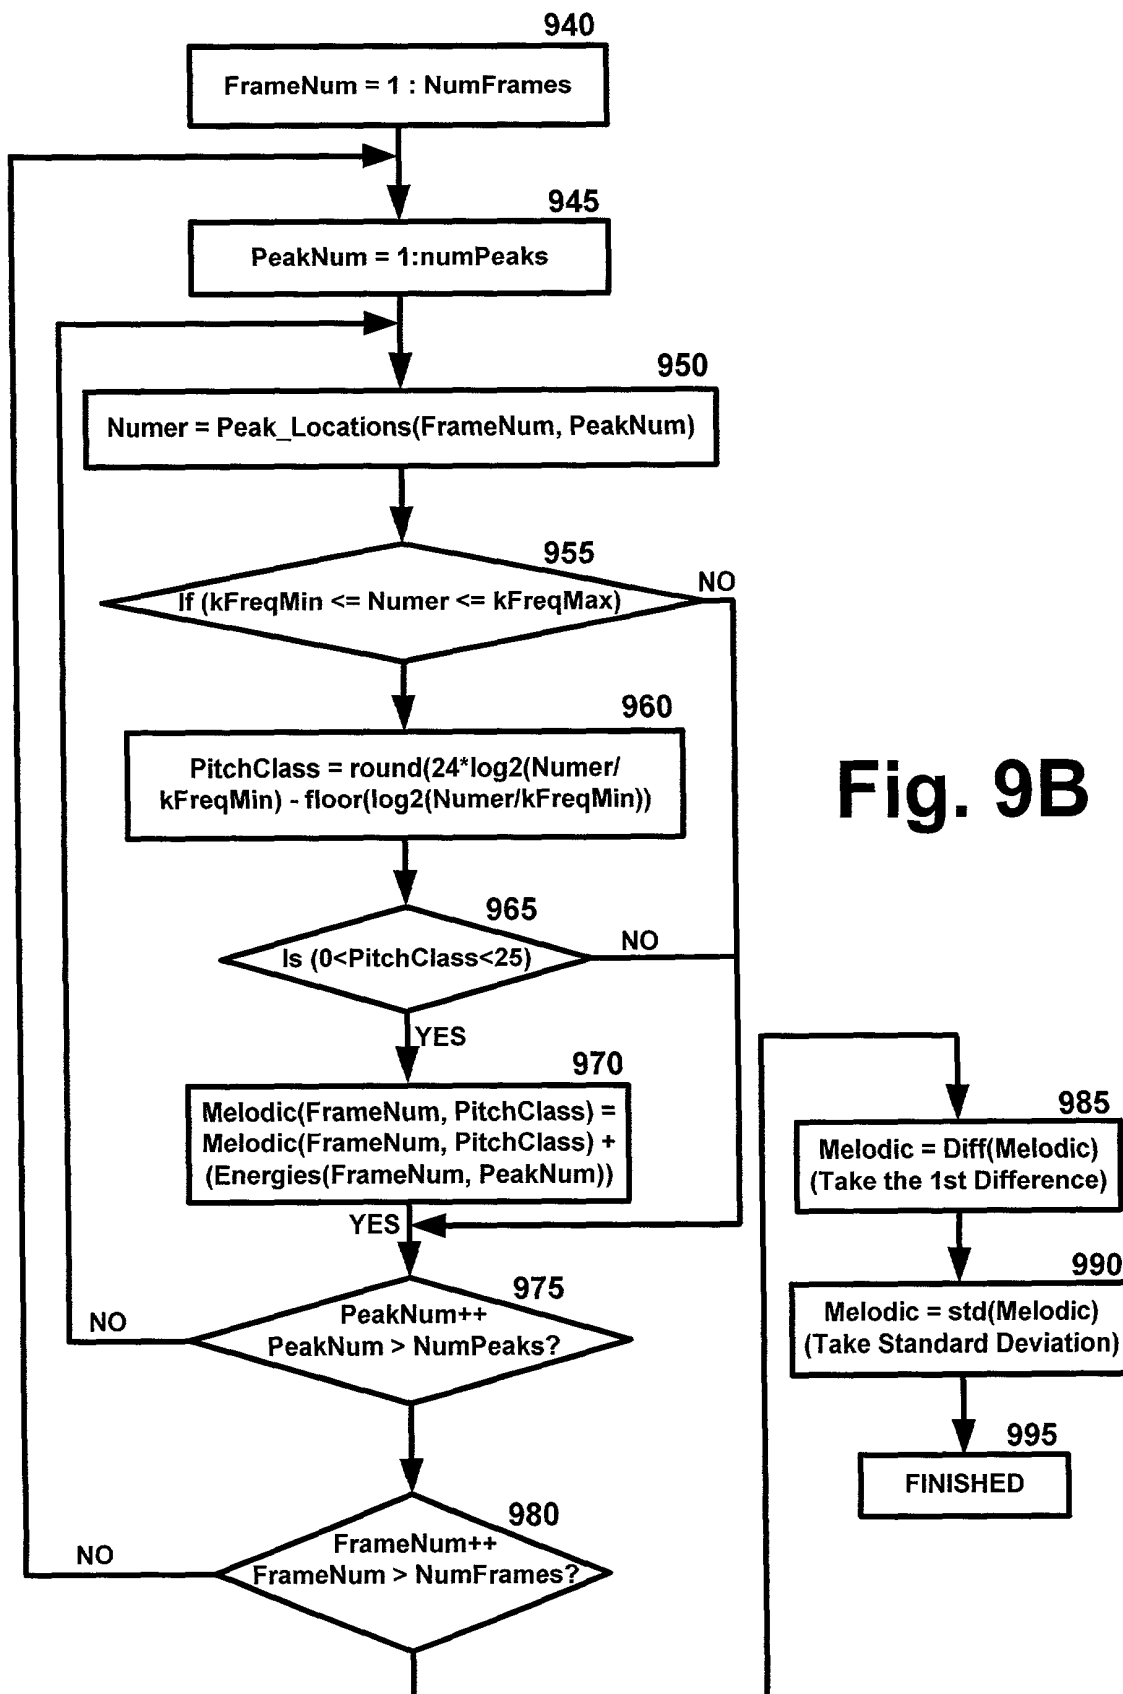 940
FrameNum = 1 : NumFrames
945
PeakNum = 1:numPeaks
950
Numer = Peak_Locations(FrameNum, PeakNum)
955
If (kFreqMin <= Numer <= kFreqMax)
NO
960
PitchClass = round(24*log2(Numer/
kFreqMin) - floor(log2(Numer/kFreqMin))
Fig. 9B
965
Is (0<PitchClass<25)
NO
YES
970
Melodic(FrameNum, PitchClass) =
Melodic(FrameNum, PitchClass) +
(Energies(FrameNum, PeakNum))
YES
975
PeakNum++
PeakNum > NumPeaks?
NO
980
FrameNum++
FrameNum > NumFrames?
NO
985
Melodic = Diff(Melodic)
(Take the 1st Difference)
990
Melodic = std(Melodic)
(Take Standard Deviation)
995
FINISHED